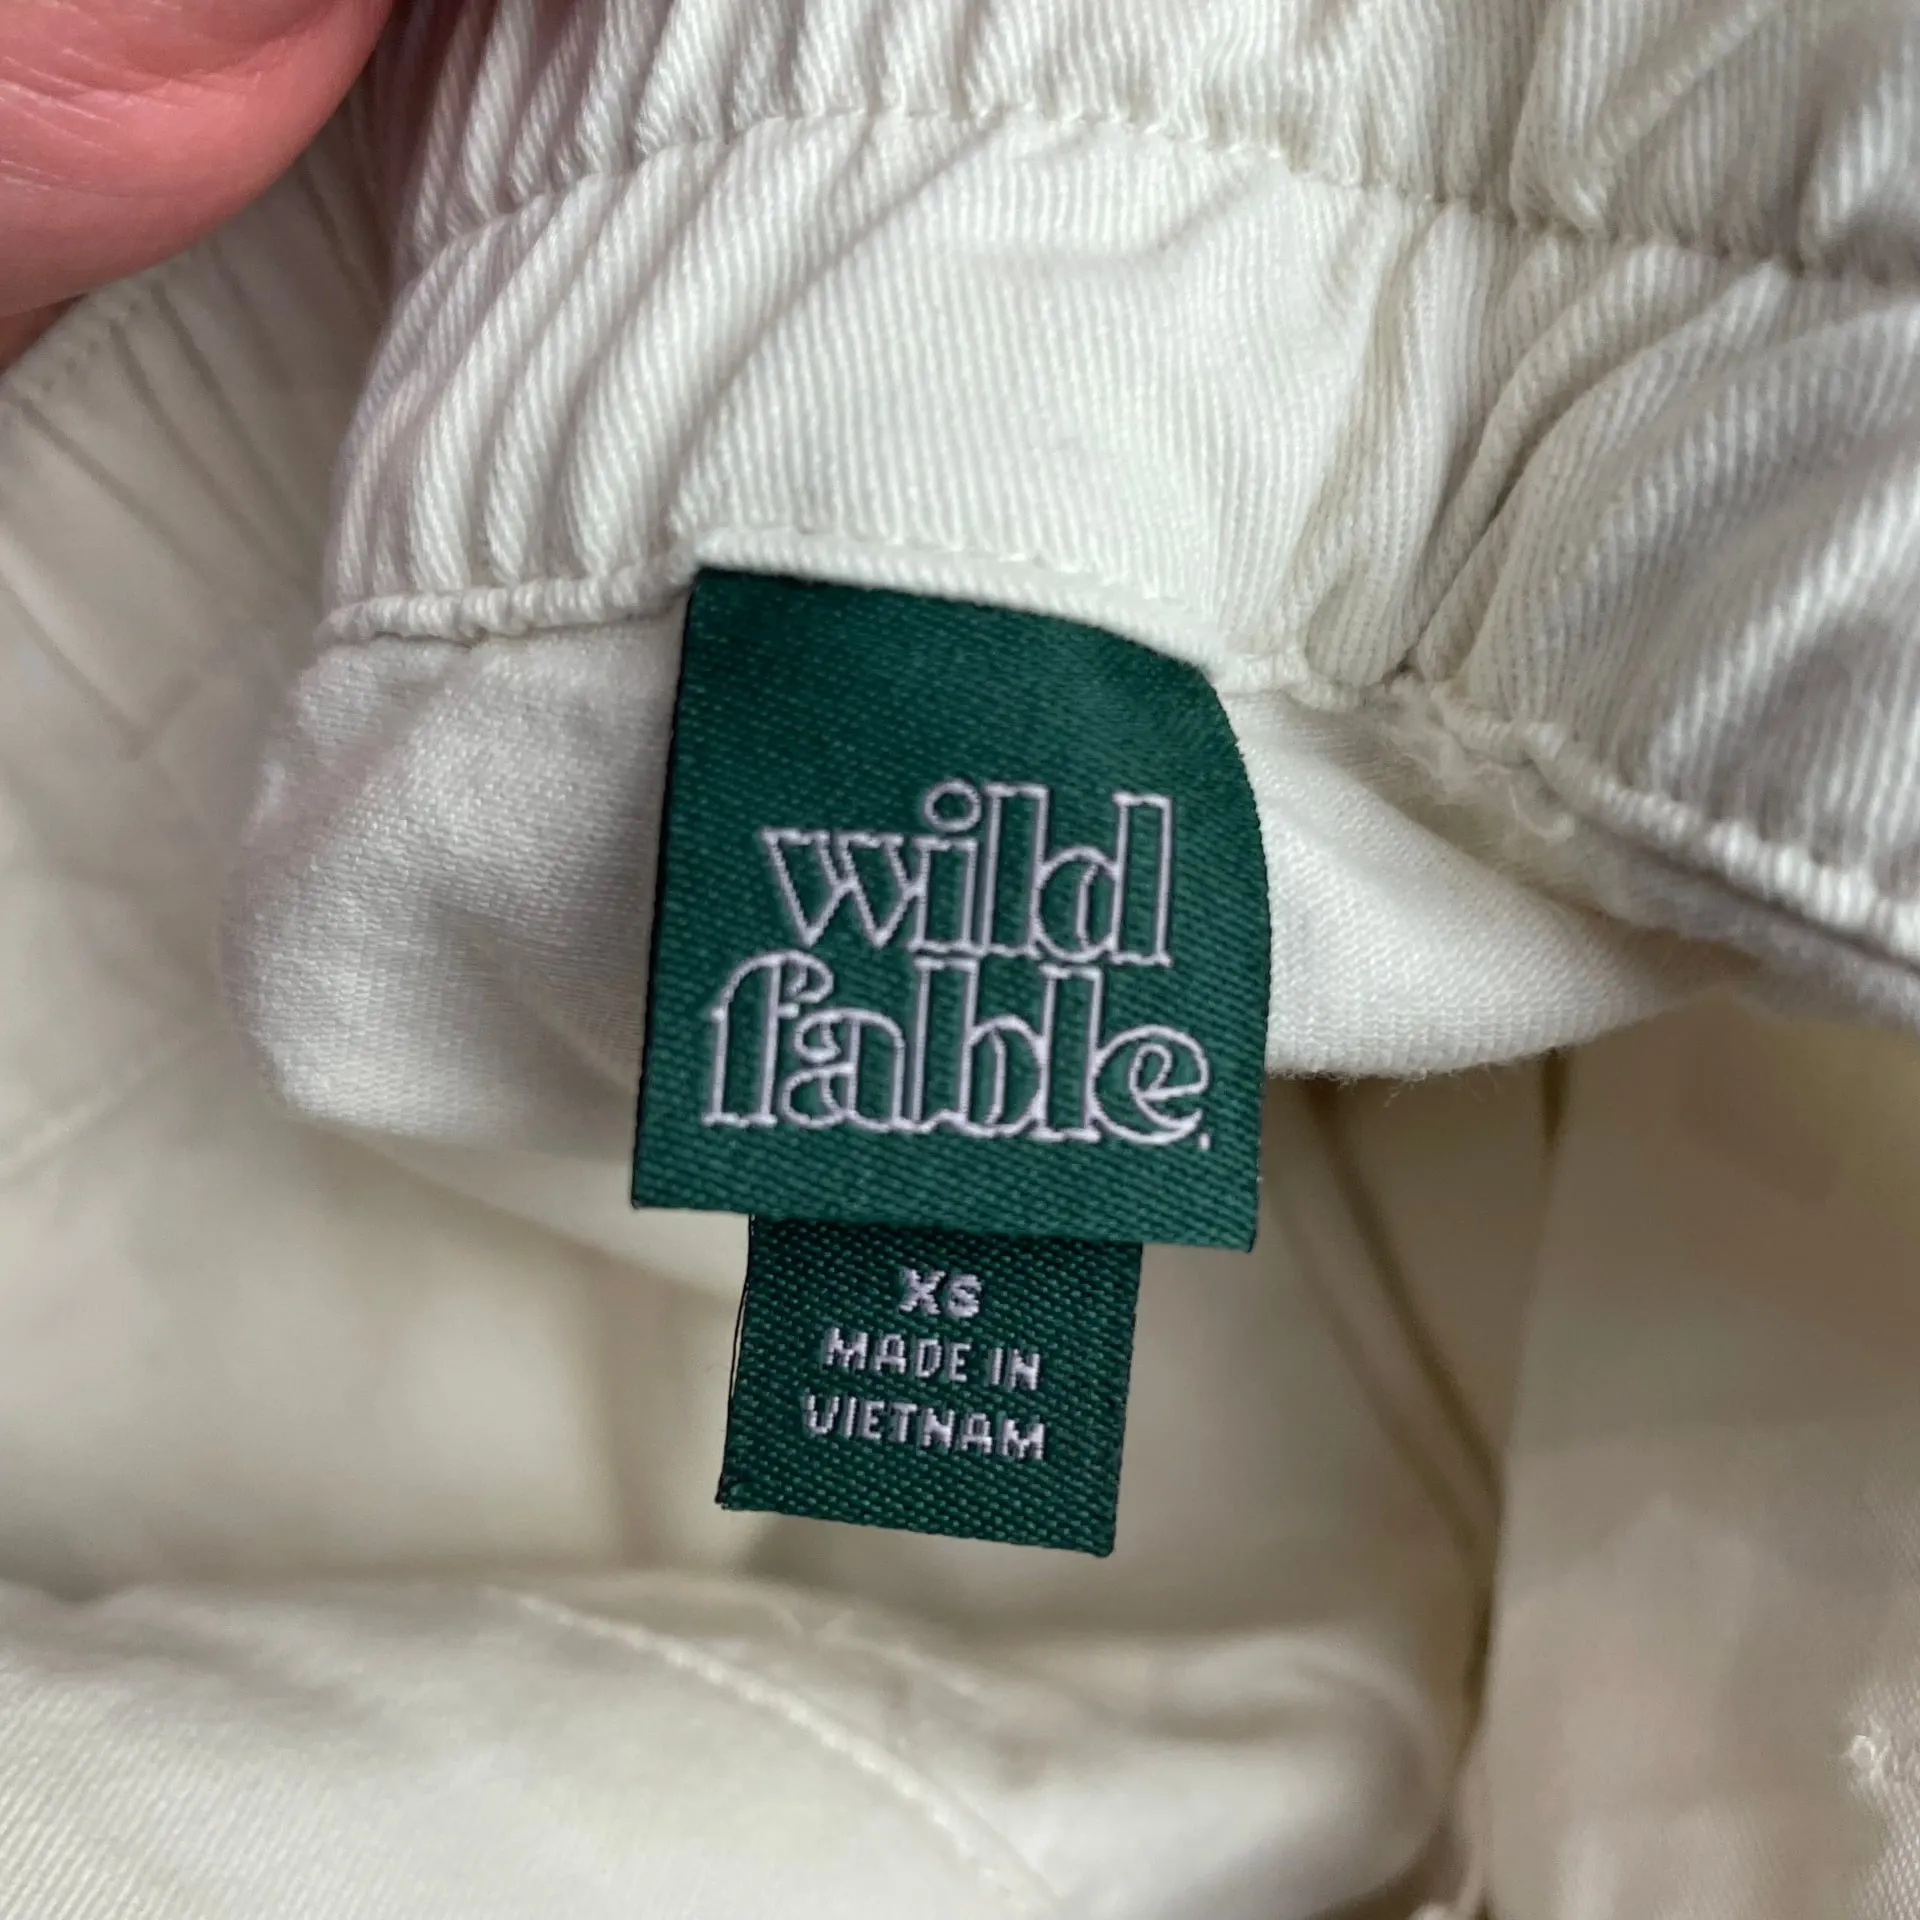 wild
fable.
XS
MADE IN
VIETNAM